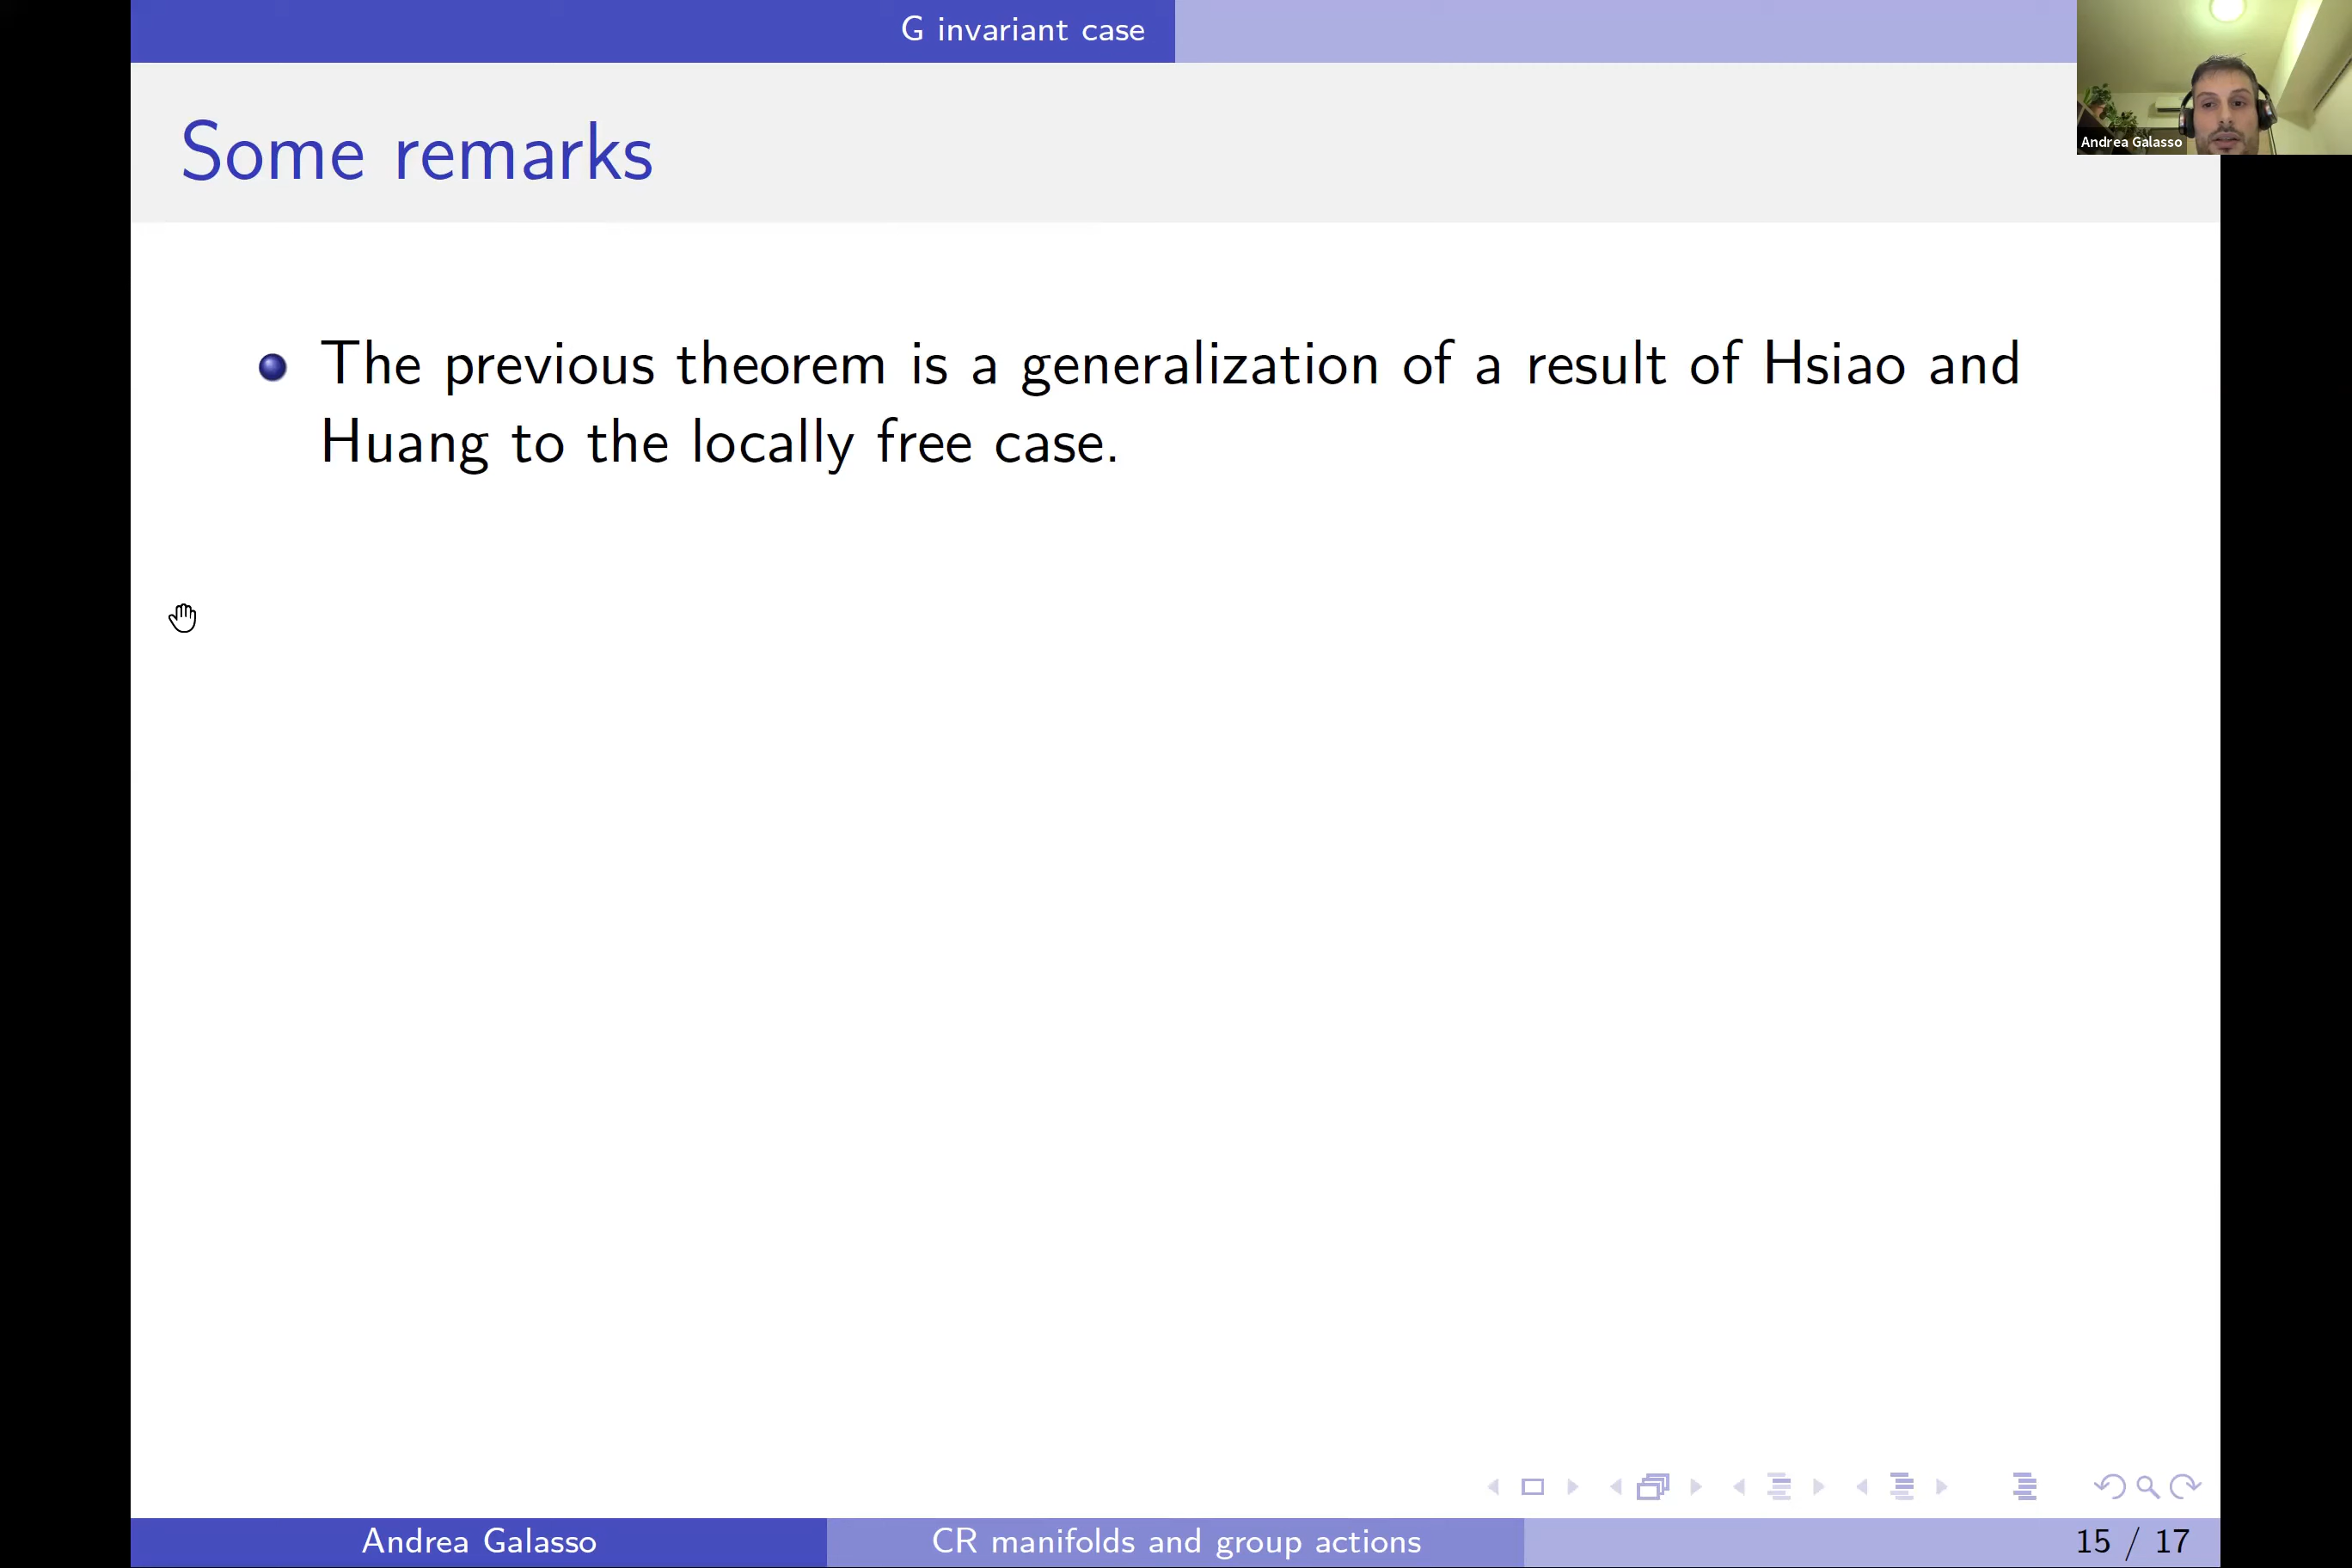 G invariant case
Andrea Galasso
Some remarks
The previous theorem is a generalization of a result of Hsiao and
Huang to the locally free case.
Andrea Galasso
CR manifolds and group actions
15 / 17